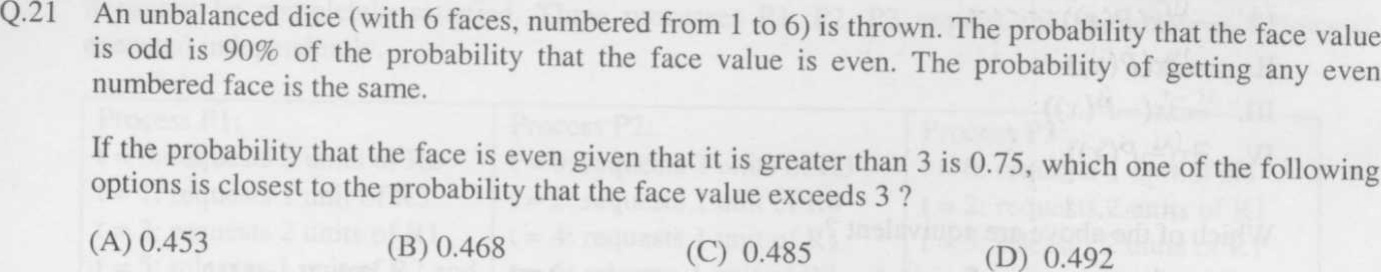 Q.21 An unbalanced dice (with 6 faces, numbered from 1 to 6) is thrown. The probability that the face value
is odd is 90% of the probability that the face value is even. The probability of getting any even
numbered face is the same.
If the probability that the face is even given that it is greater than 3 is 0.75, which one of the following
options is closest to the probability that the face value exceeds 3 ?
(A) 0.453 (B) 0.468 (C) 0.485 (D) 0.492